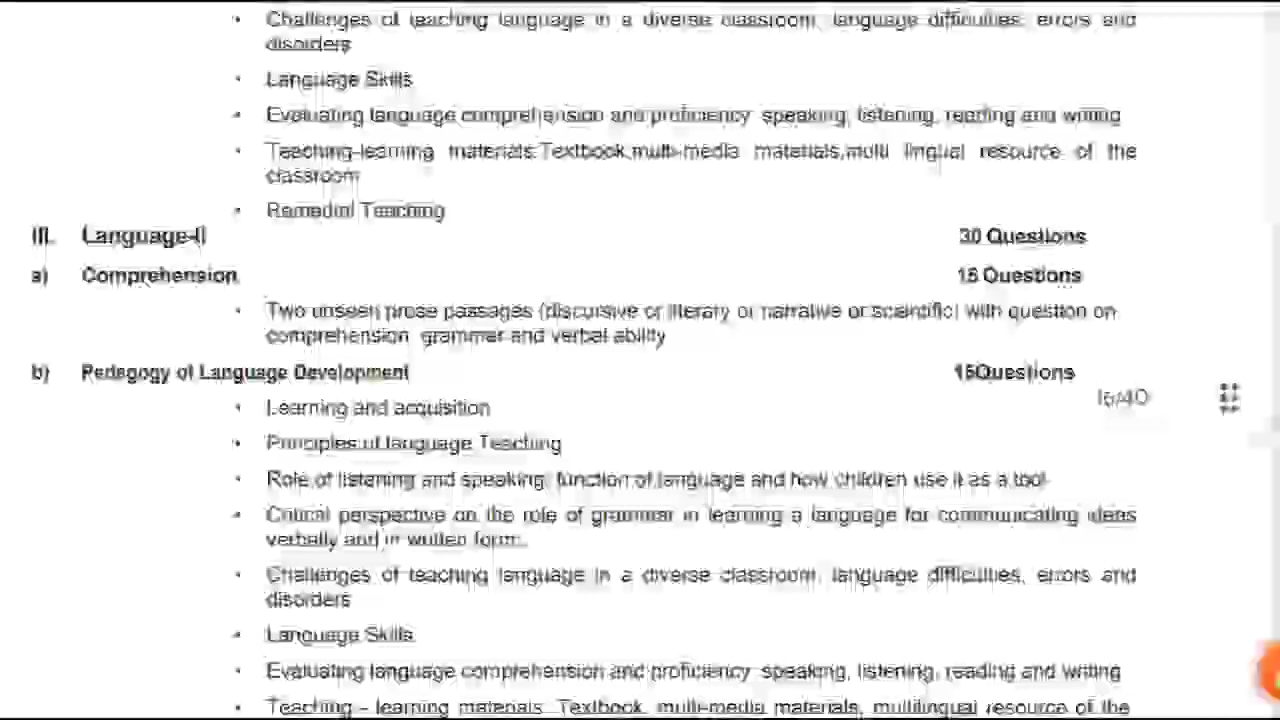 • Challenges of teaching language in a diverse classroom, language difficulties, errors and
disorders
• Language Skills
• Evaluating language comprehension and proficiency speaking, listening, reading and writing
• Teaching-learning materials:Textbook,multi-media materials,multi lingual resource of the
classroom
• Remedial Teaching
III. Language-II 30 Questions
a) Comprehension 15 Questions
• Two unseen prose passages (discursive or literary or narrative or scientific) with question on
comprehension, grammar and verbal ability
b) Pedagogy of Language Development 15Questions
16/40
• Learning and acquisition
• Principles of language Teaching
• Role of listening and speaking; function of language and how children use it as a tool
• Critical perspective on the role of grammar in learning a language for communicating ideas
verbally and in written form;
• Challenges of teaching language in a diverse classroom, language difficulties, errors and
disorders
• Language Skills
• Evaluating language comprehension and proficiency speaking, listening, reading and writing
• Teaching - learning materials: Textbook, multi-media materials, multilingual resource of the